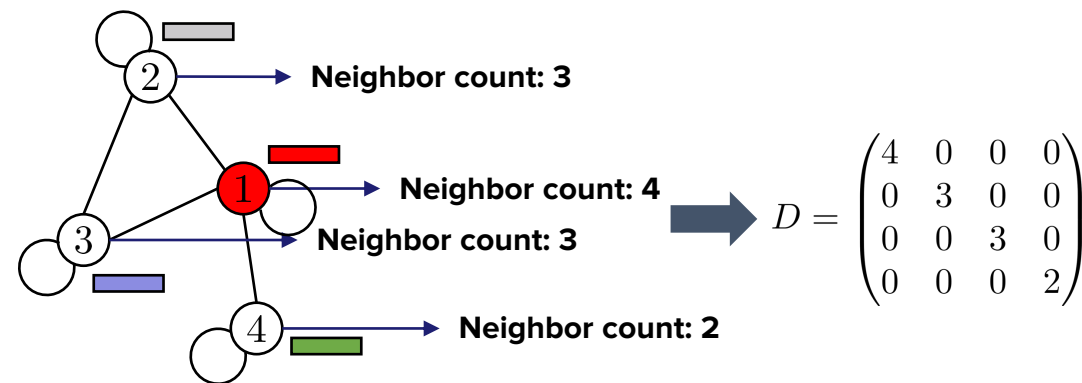 2
Neighbor count: 3
1
Neighbor count: 4
3
Neighbor count: 3
4
Neighbor count: 2
D =
4 0 0 0
0 3 0 0
0 0 3 0
0 0 0 2